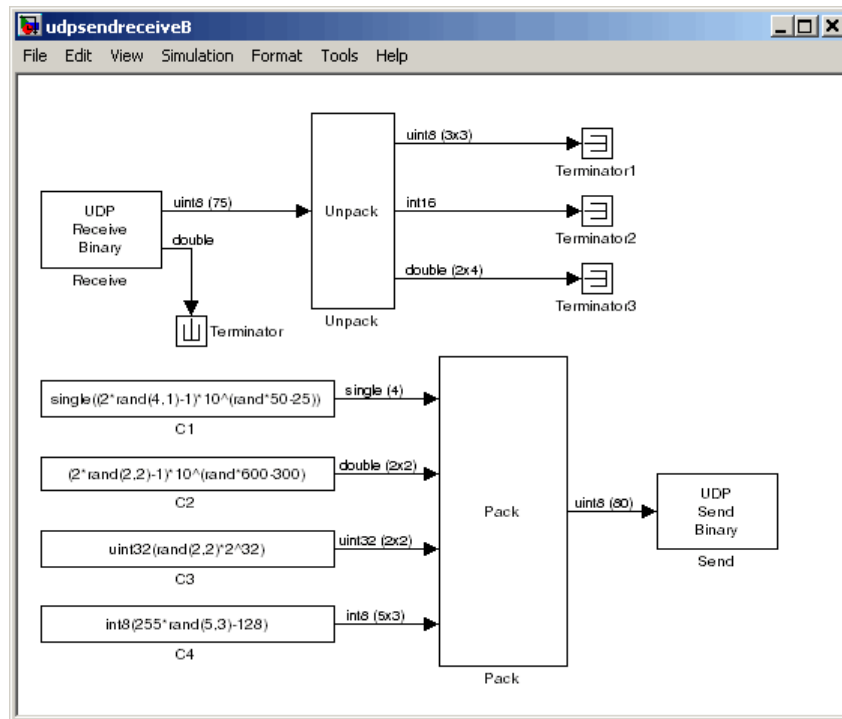 udpsendreceiveB
File Edit View Simulation Format Tools Help
UDP
Receive
Binary
Receive
uint8 (75)
double
Terminator
Unpack
Unpack
uint8 (3x3)
Terminator1
int16
Terminator2
double (2x4)
Terminator3
single((2*rand(4,1)-1)*10^(rand*50-25))
C1
single (4)
(2*rand(2,2)-1)*10^(rand*600-300)
C2
double (2x2)
uint32(rand(2,2)*2^32)
C3
uint32 (2x2)
int8(255*rand(5,3)-128)
C4
int8 (5x3)
Pack
Pack
uint8 (80)
UDP
Send
Binary
Send